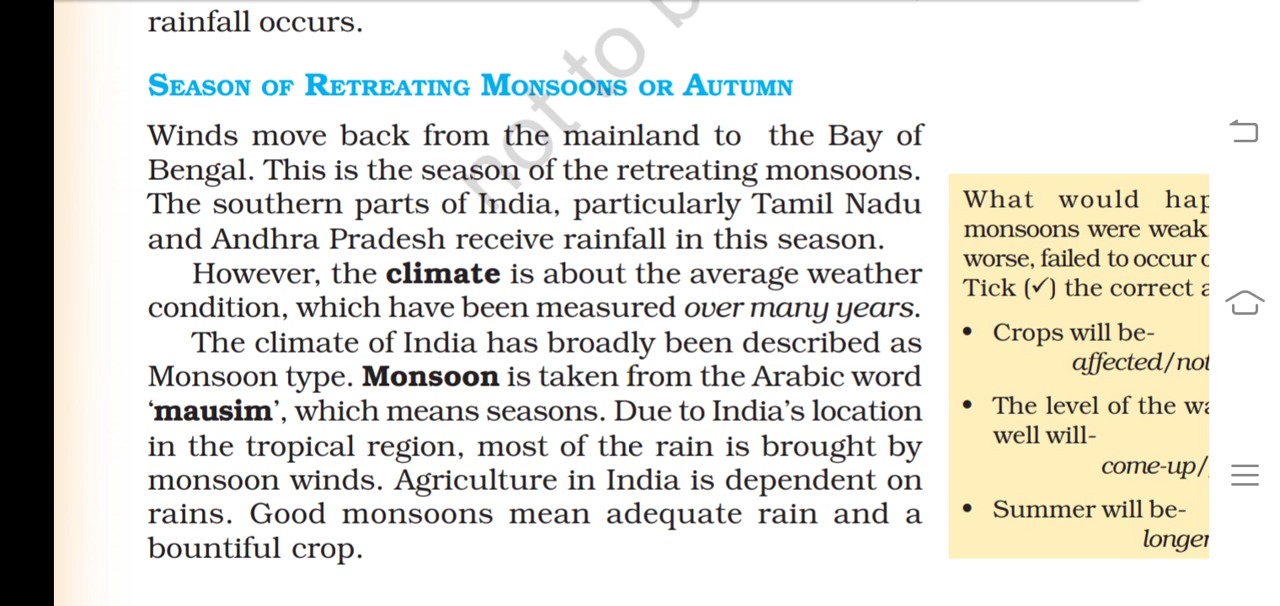 rainfall occurs.
SEASON OF RETREATING MONSOONS OR AUTUMN
Winds move back from the mainland to the Bay of
Bengal. This is the season of the retreating monsoons.
The southern parts of India, particularly Tamil Nadu
and Andhra Pradesh receive rainfall in this season.
However, the climate is about the average weather
condition, which have been measured over many years.
The climate of India has broadly been described as
Monsoon type. Monsoon is taken from the Arabic word
‘mausim’, which means seasons. Due to India’s location
in the tropical region, most of the rain is brought by
monsoon winds. Agriculture in India is dependent on
rains. Good monsoons mean adequate rain and a
bountiful crop.
What would
monsoons were weak
worse, failed to occur
Tick (✓) the correct
• Crops will be-
affected/not
• The level of the
well will-
come-up/
• Summer will be-
longer
not to